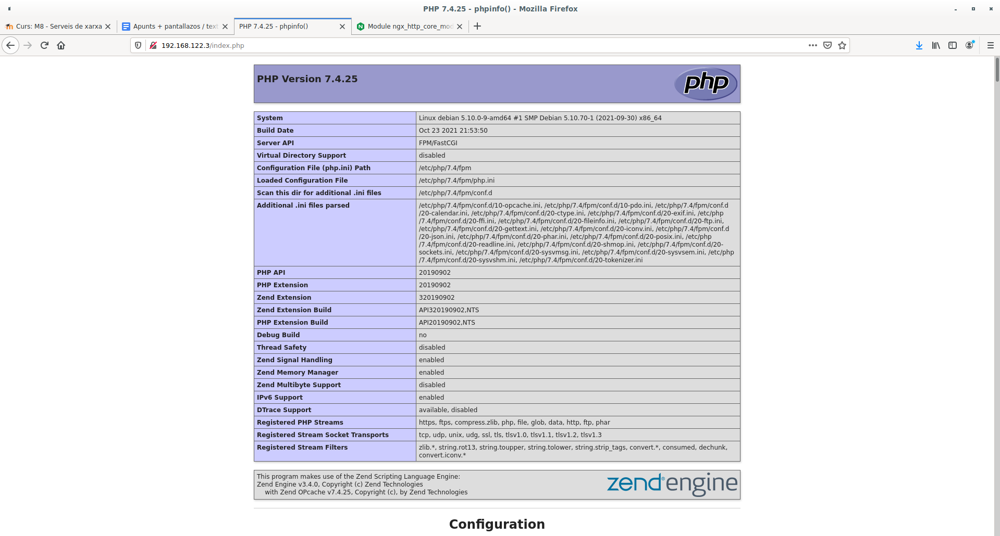 PHP 7.4.25 - phpinfo() - Mozilla Firefox
Curs: M8 - Serveis de xarxa
Apunts + pantallazos / text
PHP 7.4.25 - phpinfo()
Module ngx_http_core_mod
192.168.122.3/index.php
PHP Version 7.4.25
php
System Linux debian 5.10.0-9-amd64 #1 SMP Debian 5.10.70-1 (2021-09-30) x86_64
Build Date Oct 23 2021 21:53:50
Server API FPM/FastCGI
Virtual Directory Support disabled
Configuration File (php.ini) Path /etc/php/7.4/fpm
Loaded Configuration File /etc/php/7.4/fpm/php.ini
Scan this dir for additional .ini files /etc/php/7.4/fpm/conf.d
Additional .ini files parsed /etc/php/7.4/fpm/conf.d/10-opcache.ini, /etc/php/7.4/fpm/conf.d/10-pdo.ini, /etc/php/7.4/fpm/conf.d
/20-calendar.ini, /etc/php/7.4/fpm/conf.d/20-ctype.ini, /etc/php/7.4/fpm/conf.d/20-exif.ini, /etc/php
/7.4/fpm/conf.d/20-ffi.ini, /etc/php/7.4/fpm/conf.d/20-fileinfo.ini, /etc/php/7.4/fpm/conf.d/20-ftp.ini,
/etc/php/7.4/fpm/conf.d/20-gettext.ini, /etc/php/7.4/fpm/conf.d/20-iconv.ini, /etc/php/7.4/fpm/conf.d
/20-json.ini, /etc/php/7.4/fpm/conf.d/20-phar.ini, /etc/php/7.4/fpm/conf.d/20-posix.ini, /etc/php
/7.4/fpm/conf.d/20-readline.ini, /etc/php/7.4/fpm/conf.d/20-shmop.ini, /etc/php/7.4/fpm/conf.d/20-
sockets.ini, /etc/php/7.4/fpm/conf.d/20-sysvmsg.ini, /etc/php/7.4/fpm/conf.d/20-sysvsem.ini, /etc/php
/7.4/fpm/conf.d/20-sysvshm.ini, /etc/php/7.4/fpm/conf.d/20-tokenizer.ini
PHP API 20190902
PHP Extension 20190902
Zend Extension 320190902
Zend Extension Build API320190902,NTS
PHP Extension Build API20190902,NTS
Debug Build no
Thread Safety disabled
Zend Signal Handling enabled
Zend Memory Manager enabled
Zend Multibyte Support disabled
IPv6 Support enabled
DTrace Support available, disabled
Registered PHP Streams https, ftps, compress.zlib, php, file, glob, data, http, ftp, phar
Registered Stream Socket Transports tcp, udp, unix, udg, ssl, tls, tlsv1.0, tlsv1.1, tlsv1.2, tlsv1.3
Registered Stream Filters zlib.*, string.rot13, string.toupper, string.tolower, string.strip_tags, convert.*, consumed, dechunk,
convert.iconv.*
This program makes use of the Zend Scripting Language Engine:
Zend Engine v3.4.0, Copyright (c) Zend Technologies
with Zend OPcache v7.4.25, Copyright (c), by Zend Technologies
zend® engine
Configuration